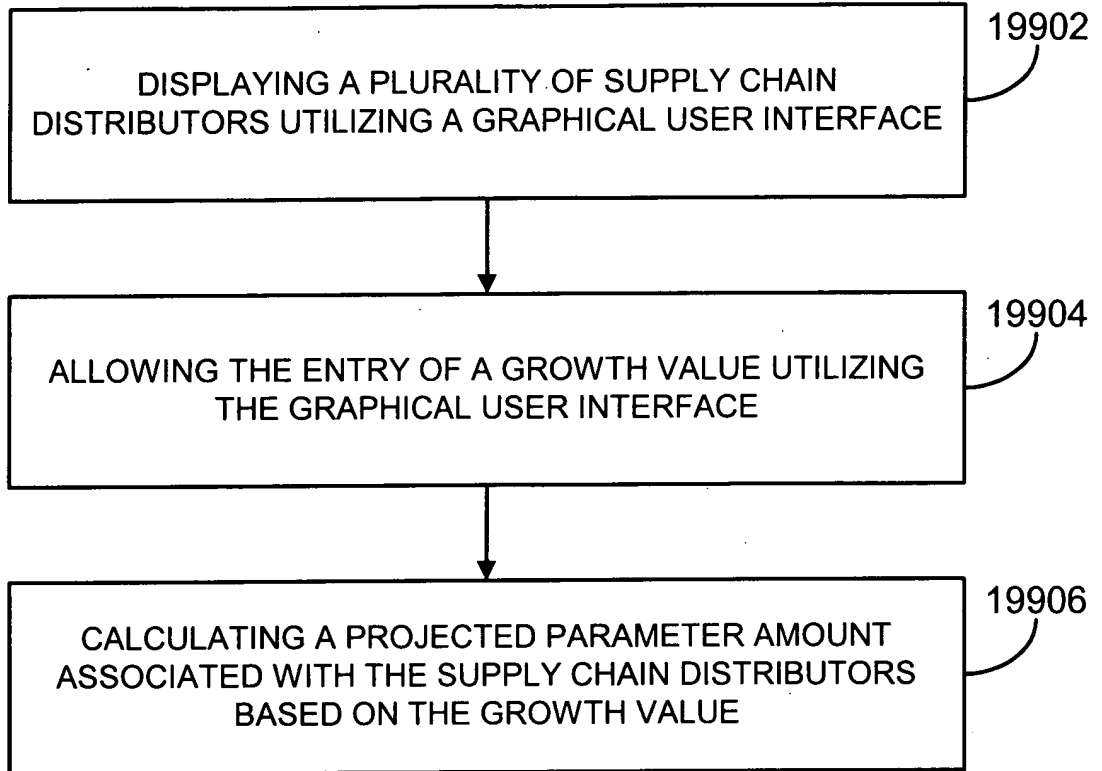 19902
DISPLAYING A PLURALITY OF SUPPLY CHAIN
DISTRIBUTORS UTILIZING A GRAPHICAL USER INTERFACE
19904
ALLOWING THE ENTRY OF A GROWTH VALUE UTILIZING
THE GRAPHICAL USER INTERFACE
19906
CALCULATING A PROJECTED PARAMETER AMOUNT
ASSOCIATED WITH THE SUPPLY CHAIN DISTRIBUTORS
BASED ON THE GROWTH VALUE